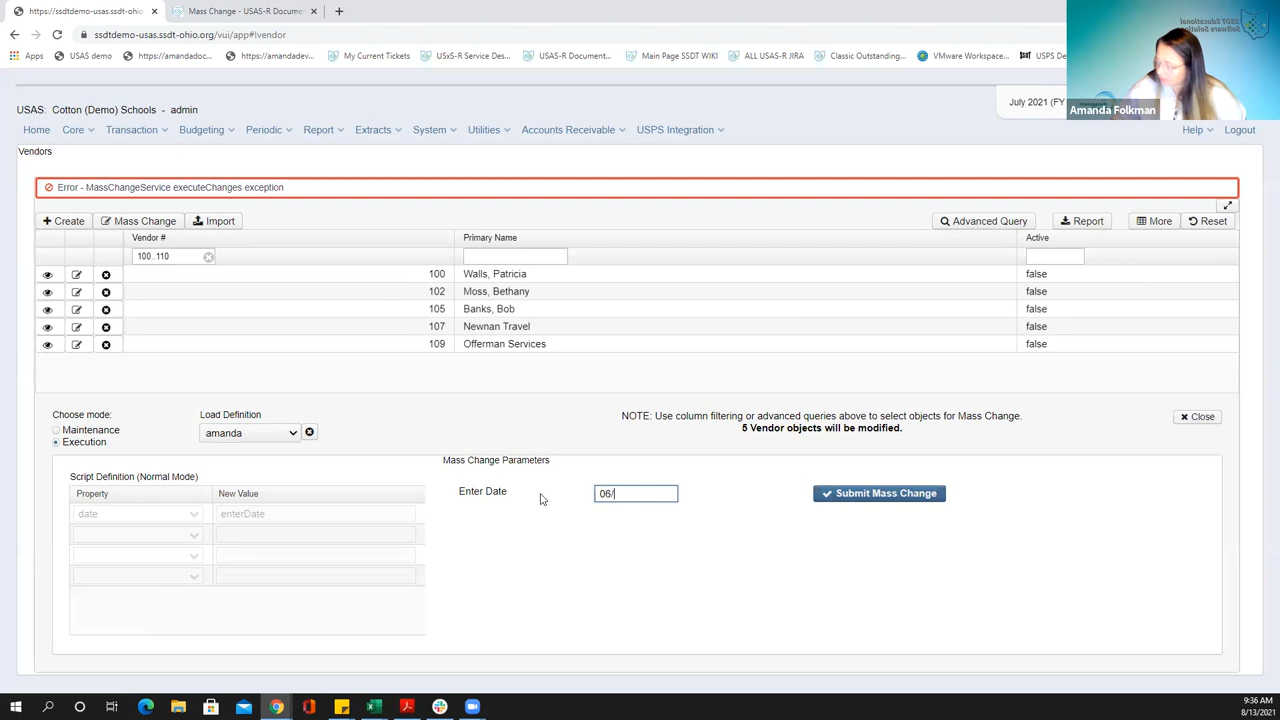 https://ssdtdemo-usas.ssdt-ohio.org/
Mass Change - USAS-R Documen
ssdtdemo-usas.ssdt-ohio.org/vui/app#!vendor
Apps
USAS demo
https://amandadoc...
https://amandadev...
My Current Tickets
USxS-R Service Des...
USAS-R Document...
Main Page SSDT WIKI
ALL USAS-R JIRA
Classic Outstanding...
VMware Workspace...
USPS De
Amanda Folkman
USAS: Cotton (Demo) Schools - admin
July 2021 (FY
Home
Core
Transaction
Budgeting
Periodic
Report
Extracts
System
Utilities
Accounts Receivable
USPS Integration
Help
Logout
Vendors
Error - MassChangeService executeChanges exception
Create
Mass Change
Import
Advanced Query
Report
More
Reset
Vendor #
Primary Name
Active
100..110
100 Walls, Patricia false
102 Moss, Bethany false
105 Banks, Bob false
107 Newnan Travel false
109 Offerman Services false
Choose mode:
Maintenance
Execution
Load Definition
amanda
NOTE: Use column filtering or advanced queries above to select objects for Mass Change.
5 Vendor objects will be modified.
Close
Script Definition (Normal Mode)
Property
New Value
date
enterDate
Mass Change Parameters
Enter Date
06/
Submit Mass Change
9:36 AM
8/13/2021